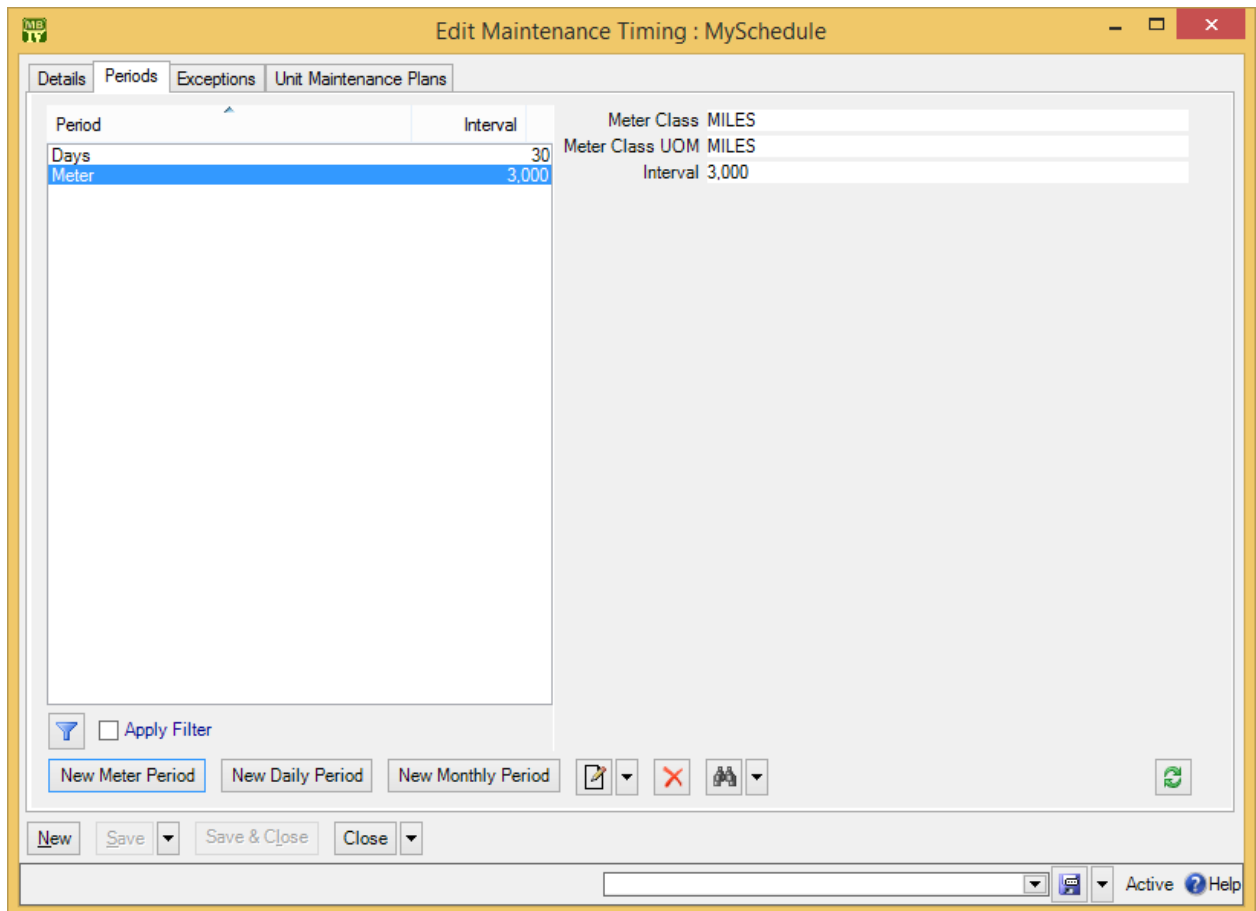 MB
TV
Edit Maintenance Timing : MySchedule
Details Periods Exceptions Unit Maintenance Plans
Period Interval
Days 30
Meter 3,000
Meter Class MILES
Meter Class UOM MILES
Interval 3,000
Apply Filter
New Meter Period New Daily Period New Monthly Period
New Save Save & Close Close
Active Help